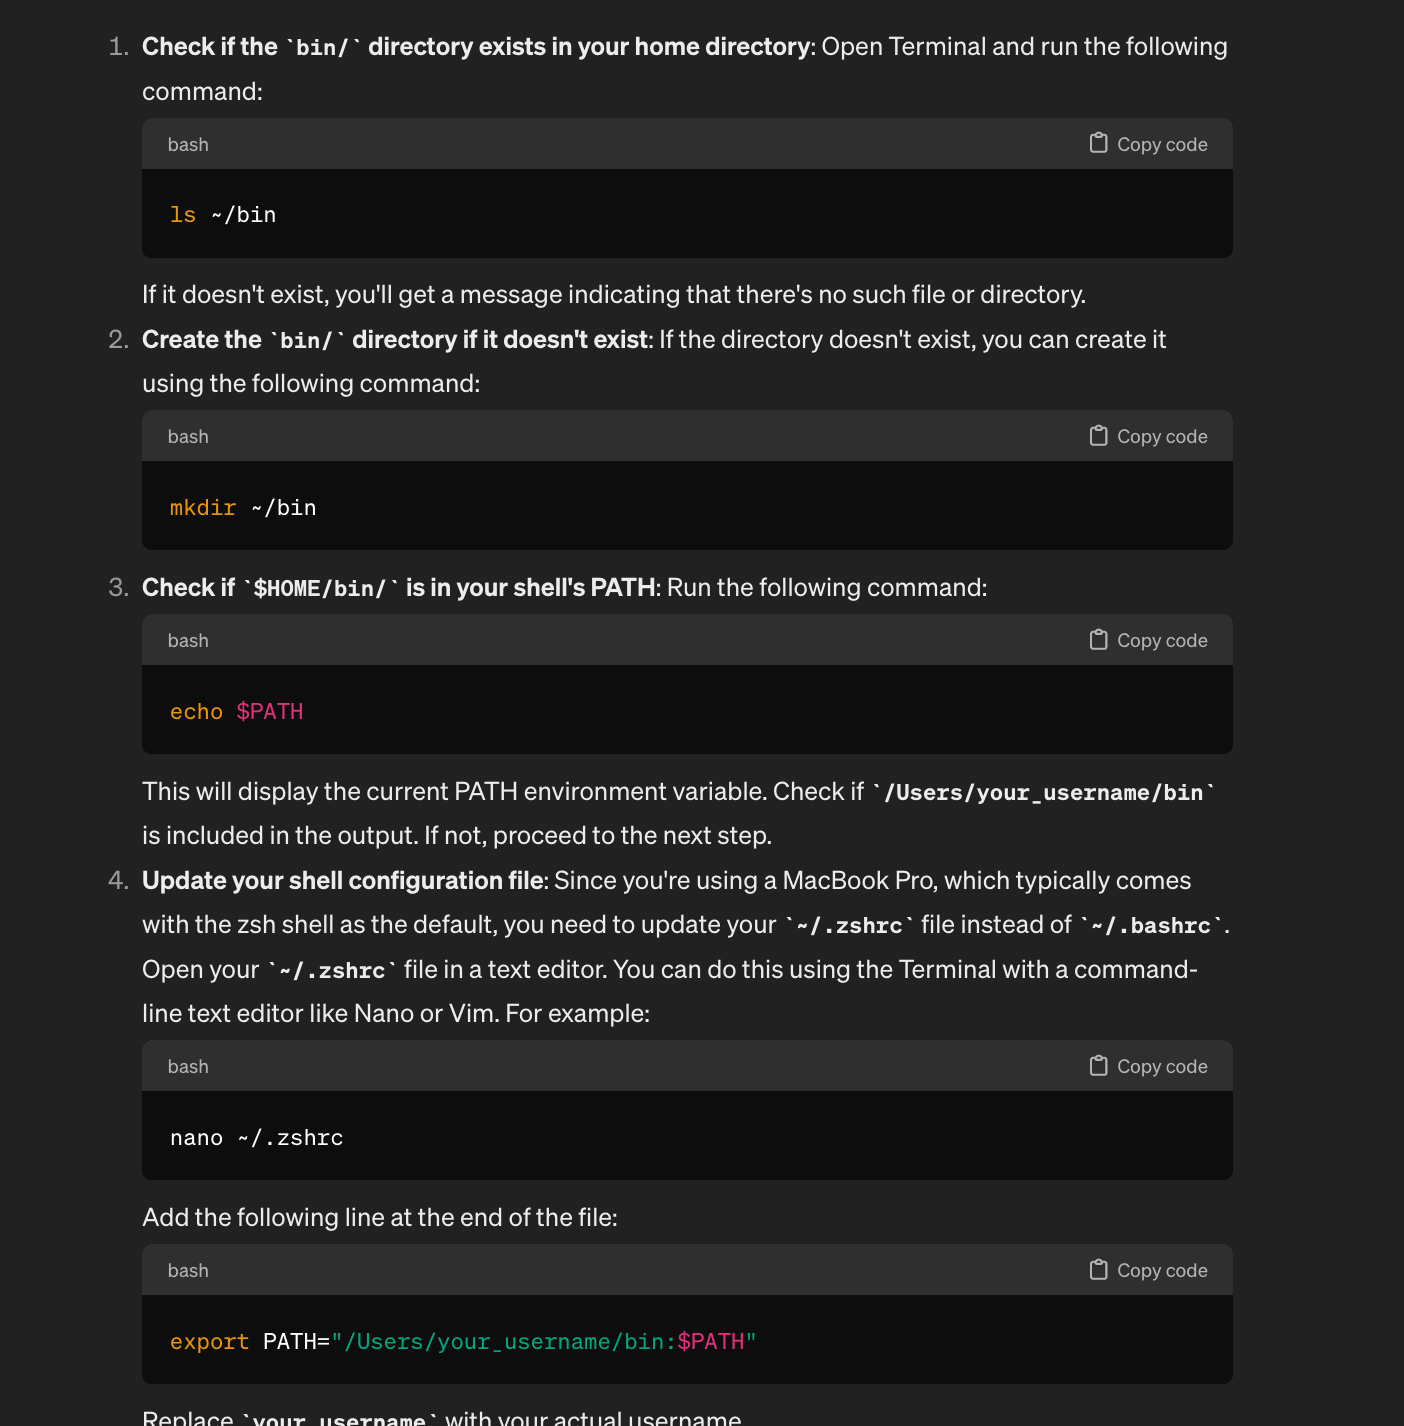 1. Check if the `bin/` directory exists in your home directory: Open Terminal and run the following
command:
bash Copy code
ls ~/bin
If it doesn't exist, you'll get a message indicating that there's no such file or directory.
2. Create the `bin/` directory if it doesn't exist: If the directory doesn't exist, you can create it
using the following command:
bash Copy code
mkdir ~/bin
3. Check if `$HOME/bin/` is in your shell's PATH: Run the following command:
bash Copy code
echo $PATH
This will display the current PATH environment variable. Check if `/Users/your_username/bin`
is included in the output. If not, proceed to the next step.
4. Update your shell configuration file: Since you're using a MacBook Pro, which typically comes
with the zsh shell as the default, you need to update your `~/.zshrc` file instead of `~/.bashrc`.
Open your `~/.zshrc` file in a text editor. You can do this using the Terminal with a command-
line text editor like Nano or Vim. For example:
bash Copy code
nano ~/.zshrc
Add the following line at the end of the file:
bash Copy code
export PATH="/Users/your_username/bin:$PATH"
Replace `your_username` with your actual username.